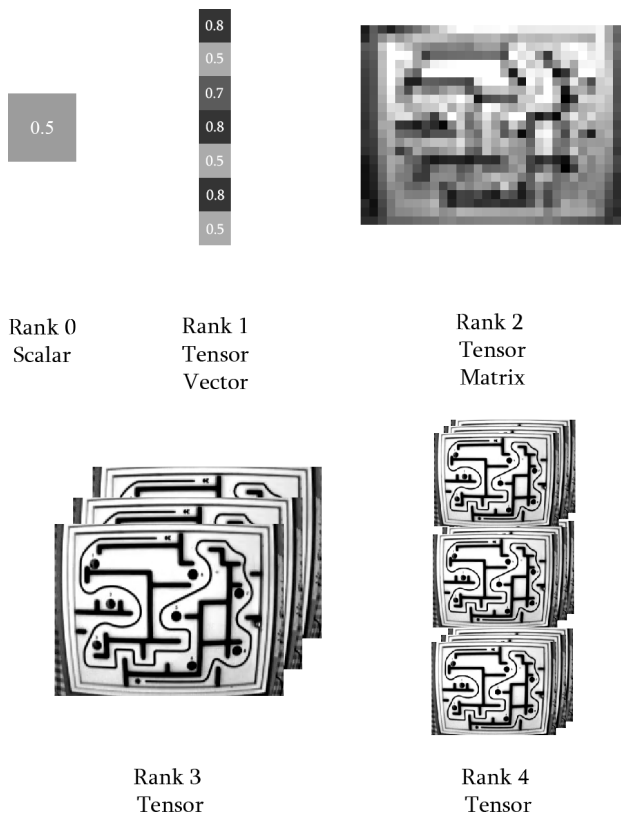 0.5
0.8
0.5
0.7
0.8
0.5
0.8
0.5
Rank 0
Scalar
Rank 1
Tensor
Vector
Rank 2
Tensor
Matrix
Rank 3
Tensor
Rank 4
Tensor